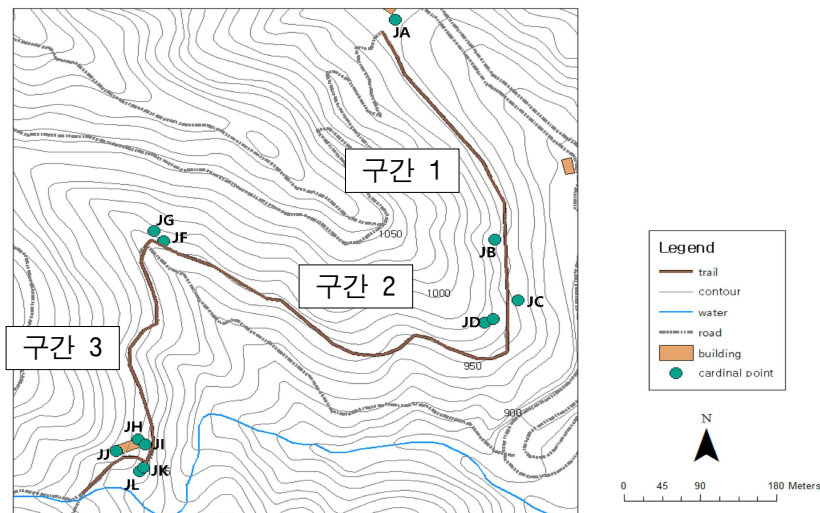 JA
구간 1
JG
JF
1050
JB
구간 2
1000
JC
JD
구간 3
950
900
JH
JI
JJ
JK
JL
Legend
trail
contour
water
road
building
cardinal point
N
0 45 90 180 Meters